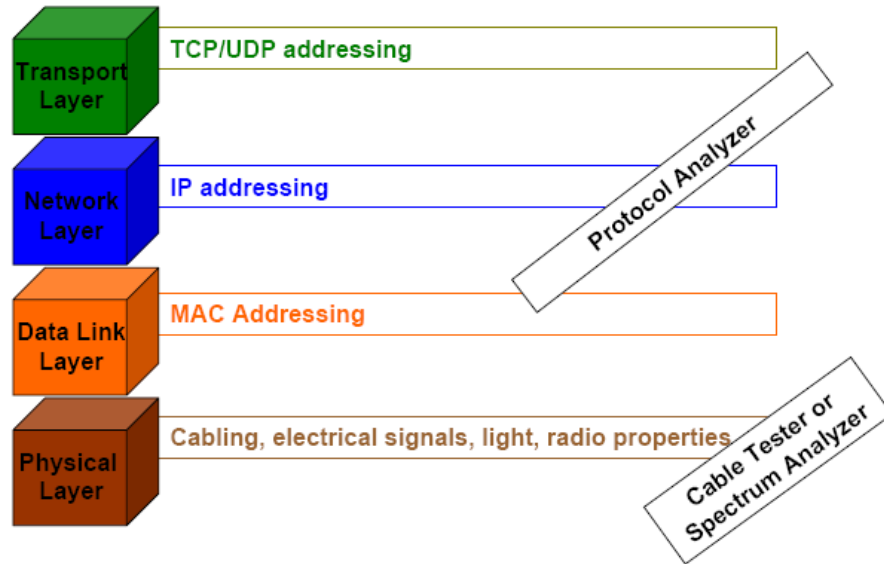 Transport
Layer
TCP/UDP addressing
Network
Layer
IP addressing
Protocol Analyzer
Data Link
Layer
MAC Addressing
Physical
Layer
Cabling, electrical signals, light, radio properties
Cable Tester or
Spectrum Analyzer